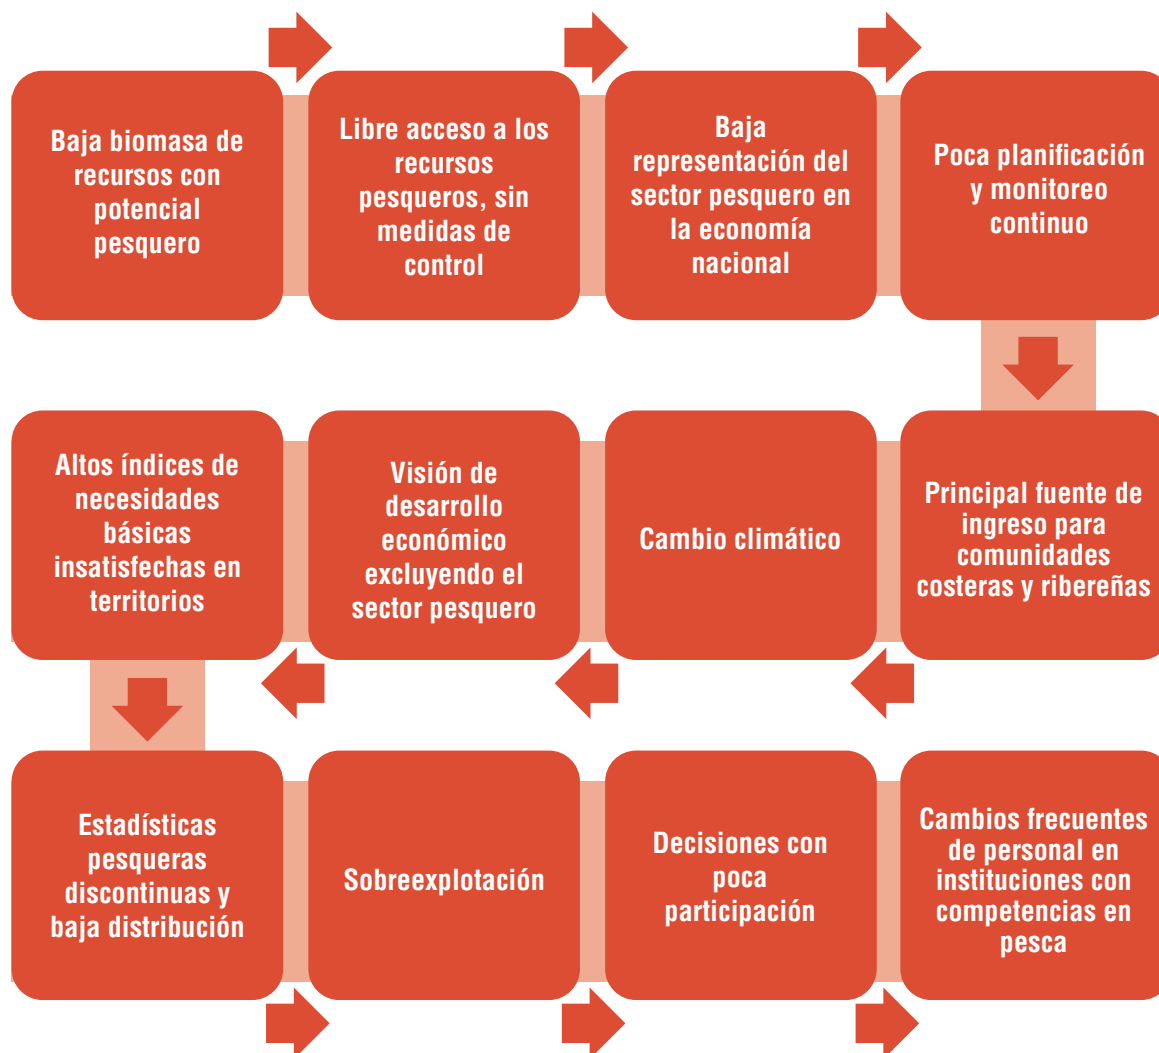 Baja biomasa de
recursos con
potencial
pesquero
Libre acceso a los
recursos
pesqueros, sin
medidas de
control
Baja
representación del
sector pesquero en
la economía
nacional
Poca planificación
y monitoreo
continuo
Principal fuente de
ingreso para
comunidades
costeras y ribereñas
Cambio climático
Visión de
desarrollo
económico
excluyendo el
sector pesquero
Altos índices de
necesidades
básicas
insatisfechas en
territorios
Estadísticas
pesqueras
discontinuas y
baja distribución
Sobreexplotación
Decisiones con
poca
participación
Cambios frecuentes
de personal en
instituciones con
competencias en
pesca